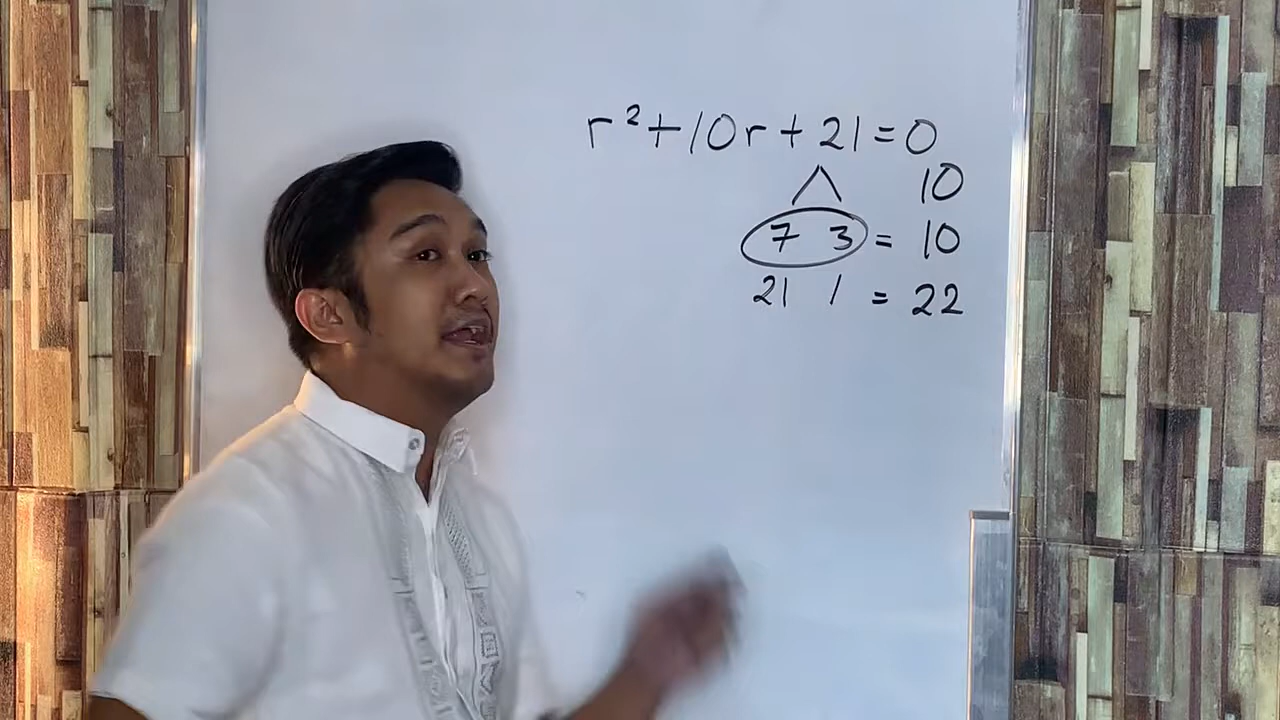 r²+10r+21=0
10
7 3 = 10
21 1 = 22